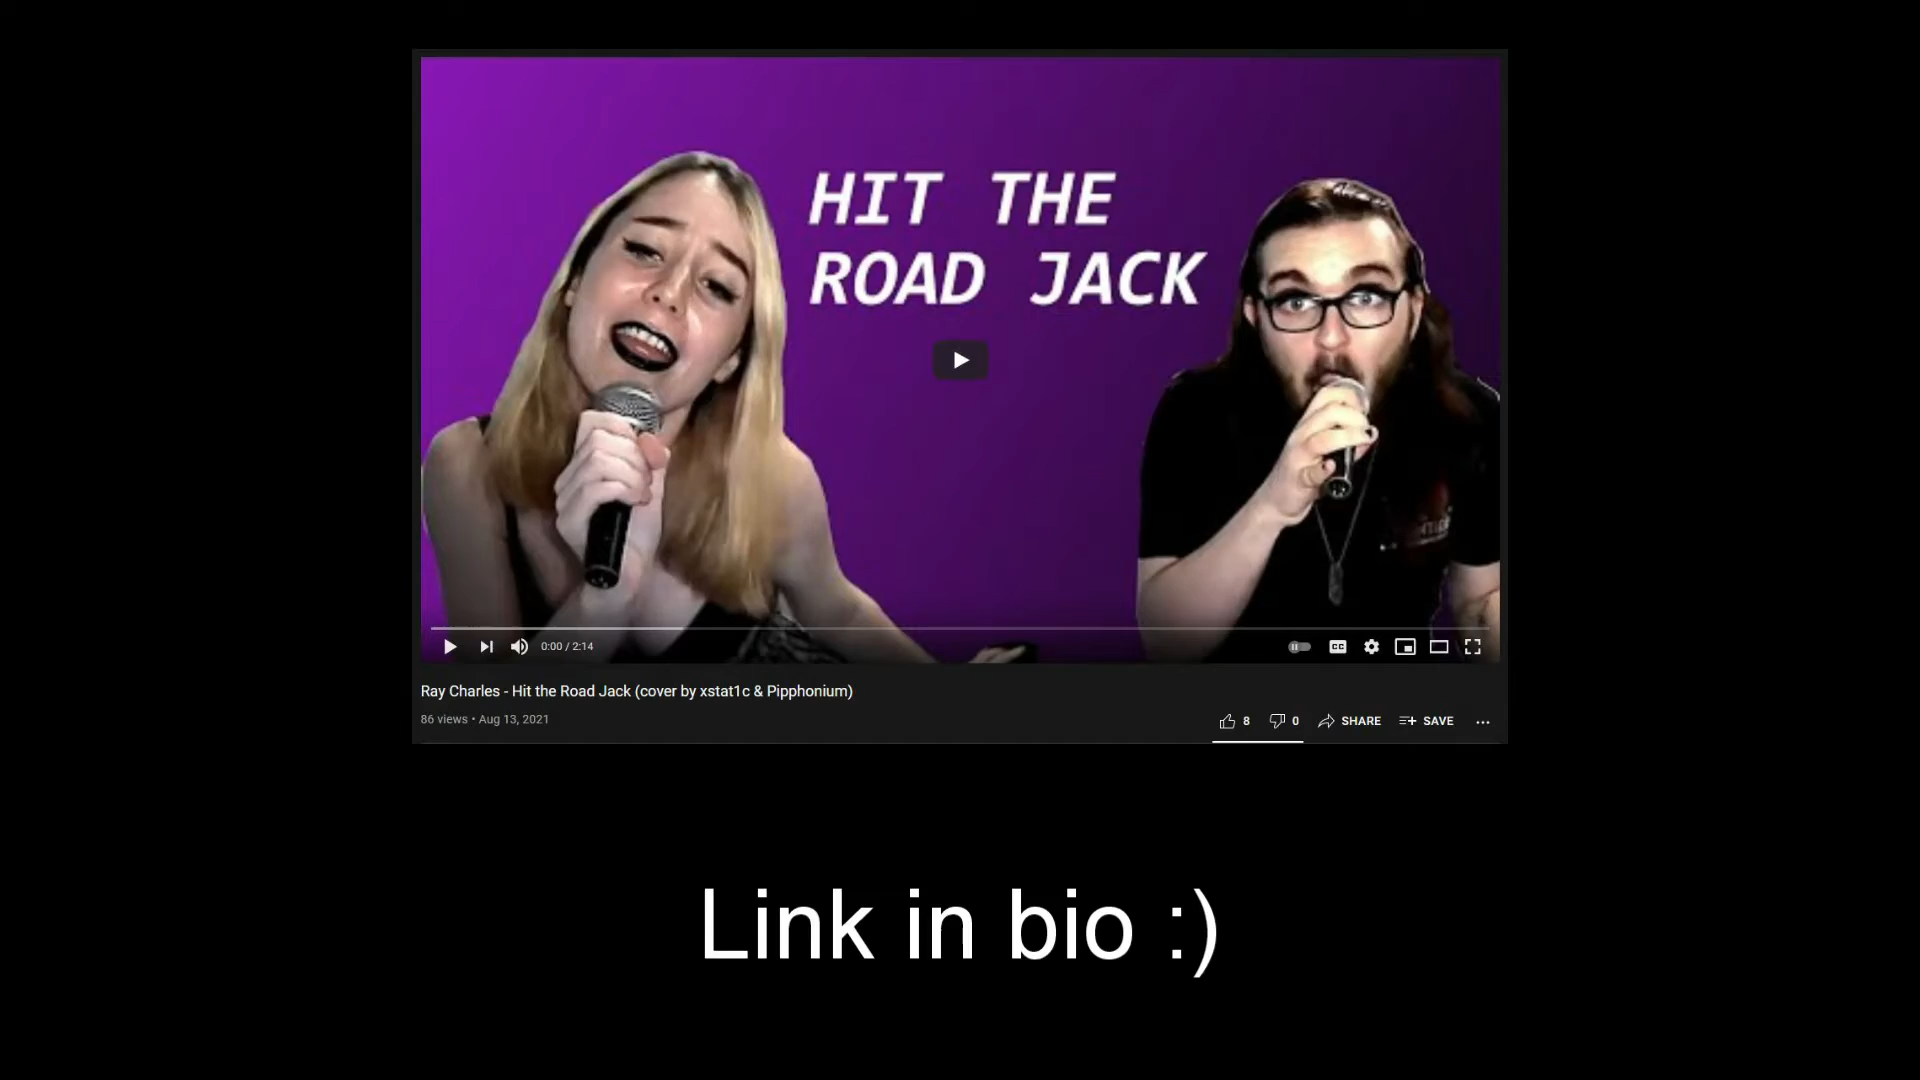 HIT THE
ROAD JACK
0:00 / 2:14
CC
Ray Charles - Hit the Road Jack (cover by xstat1c & Pipphonium)
86 views • Aug 13, 2021
8 0 SHARE SAVE ...
Link in bio :)